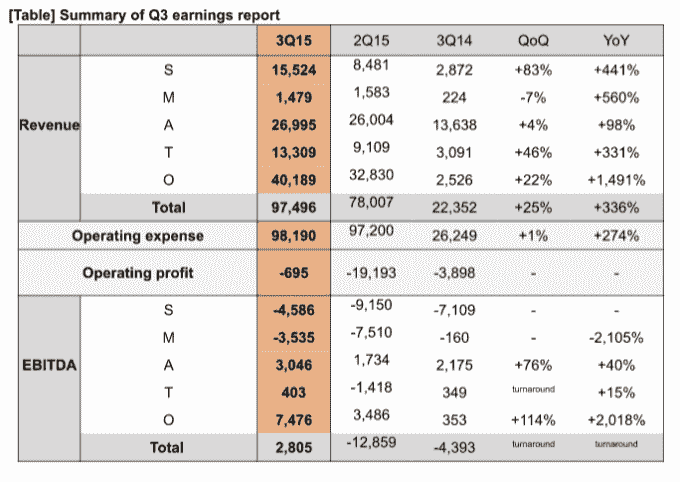 [Table] Summary of Q3 earnings report
3Q15 2Q15 3Q14 QoQ YoY
S 15,524 8,481 2,872 +83% +441%
M 1,479 1,583 224 -7% +560%
Revenue A 26,995 26,004 13,638 +4% +98%
T 13,309 9,109 3,091 +46% +331%
O 40,189 32,830 2,526 +22% +1,491%
Total 97,496 78,007 22,352 +25% +336%
Operating expense 98,190 97,200 26,249 +1% +274%
Operating profit -695 -19,193 -3,898 - -
S -4,586 -9,150 -7,109 - -
M -3,535 -7,510 -160 - -2,105%
EBITDA A 3,046 1,734 2,175 +76% +40%
T 403 -1,418 349 turnaround +15%
O 7,476 3,486 353 +114% +2,018%
Total 2,805 -12,859 -4,393 turnaround turnaround